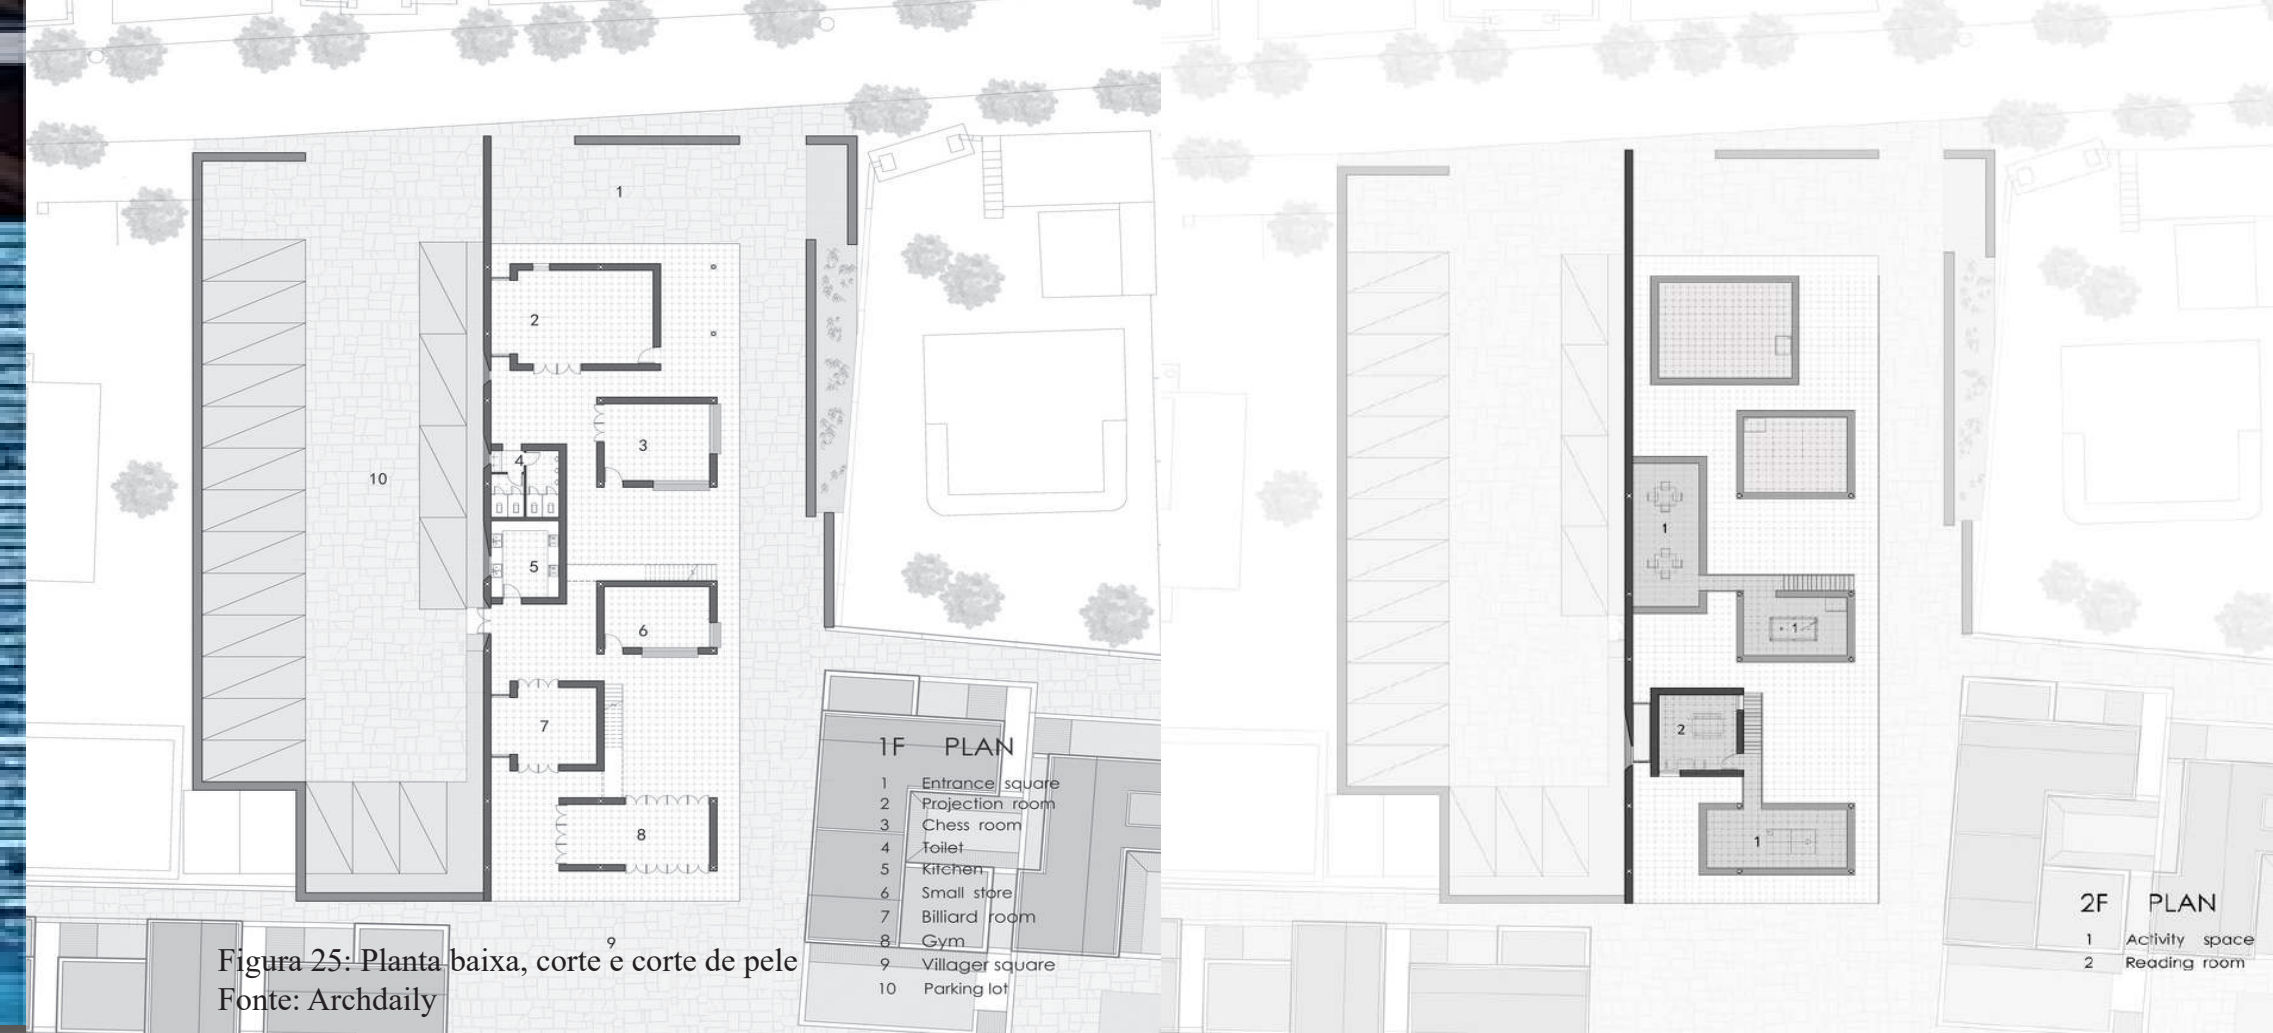 1
2
3
4
5
6
7
8
9
10
1F PLAN
1 Entrance square
2 Projection room
3 Chess room
4 Toilet
5 Kitchen
6 Small store
7 Billiard room
8 Gym
9 Villager square
10 Parking lot
Figura 25: Planta baixa, corte e corte de pele
Fonte: Archdaily
1
1
2
1
2F PLAN
1 Activity space
2 Reading room